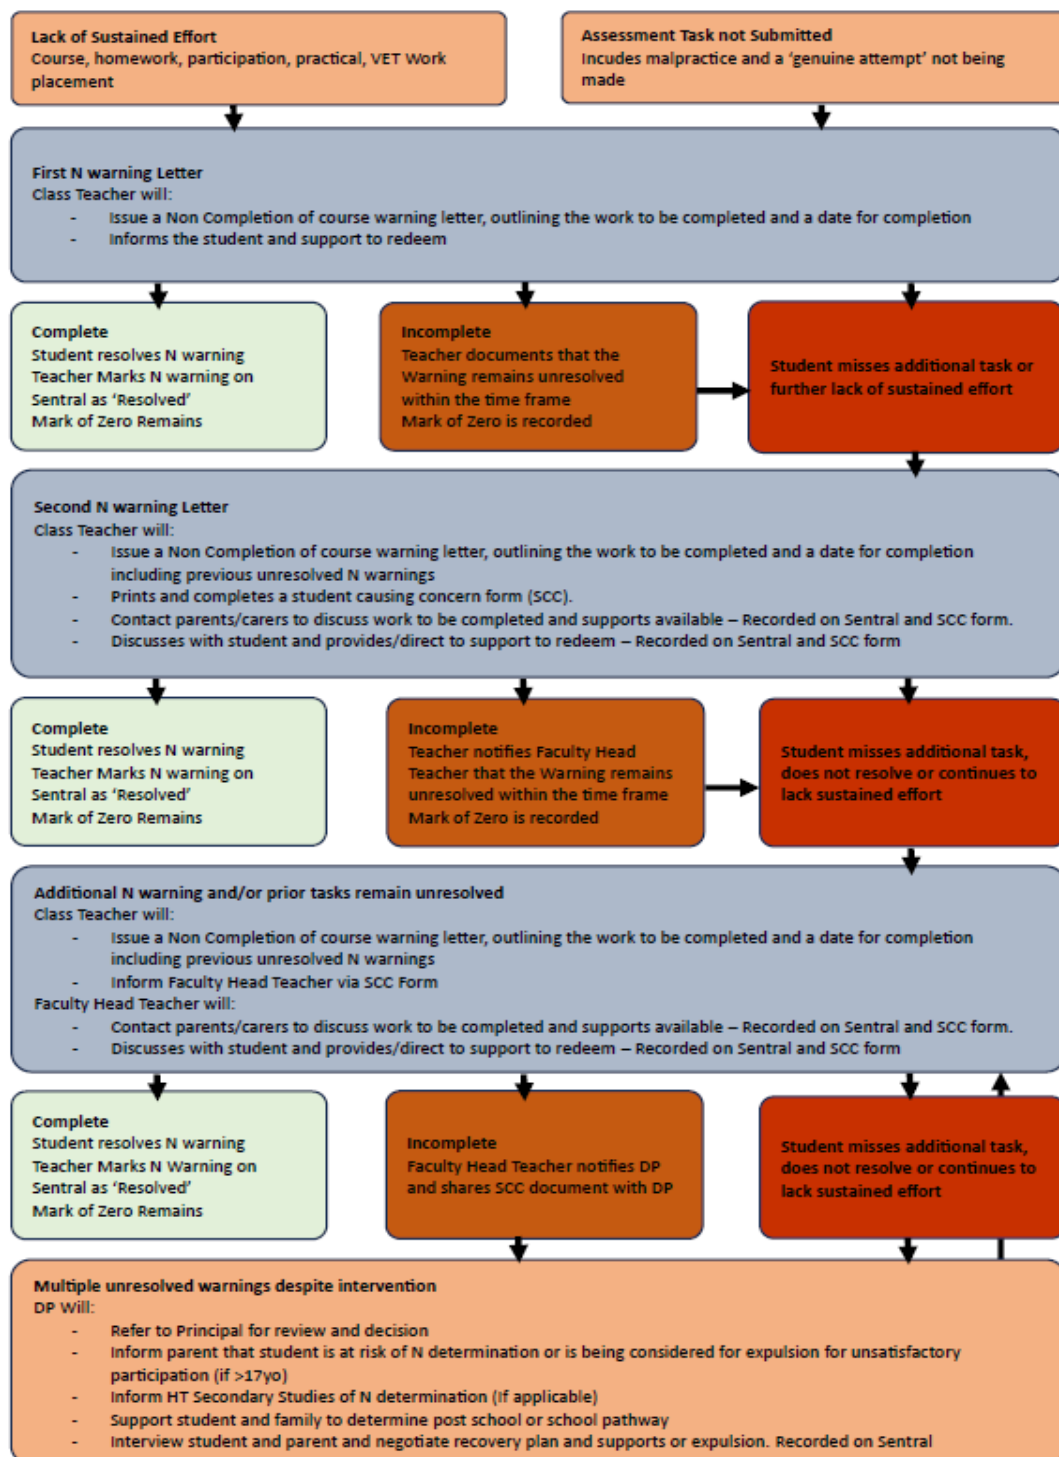 Lack of Sustained Effort
Course, homework, participation, practical, VET Work
placement
Assessment Task not Submitted
Incudes malpractice and a ‘genuine attempt’ not being
made
First N warning Letter
Class Teacher will:
- Issue a Non Completion of course warning letter, outlining the work to be completed and a date for completion
- Informs the student and support to redeem
Complete
Student resolves N warning
Teacher Marks N warning on
Sentral as ‘Resolved’
Mark of Zero Remains
Incomplete
Teacher documents that the
Warning remains unresolved
within the time frame
Mark of Zero is recorded
Student misses additional task or
further lack of sustained effort
Second N warning Letter
Class Teacher will:
- Issue a Non Completion of course warning letter, outlining the work to be completed and a date for completion
including previous unresolved N warnings
- Prints and completes a student causing concern form (SCC).
- Contact parents/carers to discuss work to be completed and supports available – Recorded on Sentral and SCC form.
- Discusses with student and provides/direct to support to redeem – Recorded on Sentral and SCC form
Complete
Student resolves N warning
Teacher Marks N warning on
Sentral as ‘Resolved’
Mark of Zero Remains
Incomplete
Teacher notifies Faculty Head
Teacher that the Warning remains
unresolved within the time frame
Mark of Zero is recorded
Student misses additional task,
does not resolve or continues to
lack sustained effort
Additional N warning and/or prior tasks remain unresolved
Class Teacher will:
- Issue a Non Completion of course warning letter, outlining the work to be completed and a date for completion
including previous unresolved N warnings
- Inform Faculty Head Teacher via SCC Form
Faculty Head Teacher will:
- Contact parents/carers to discuss work to be completed and supports available – Recorded on Sentral and SCC form.
- Discusses with student and provides/direct to support to redeem – Recorded on Sentral and SCC form
Complete
Student resolves N warning
Teacher Marks N Warning on
Sentral as ‘Resolved’
Mark of Zero Remains
Incomplete
Faculty Head Teacher notifies DP
and shares SCC document with DP
Student misses additional task,
does not resolve or continues to
lack sustained effort
Multiple unresolved warnings despite intervention
DP Will:
- Refer to Principal for review and decision
- Inform parent that student is at risk of N determination or is being considered for expulsion for unsatisfactory
participation (if >17yo)
- Inform HT Secondary Studies of N determination (If applicable)
- Support student and family to determine post school or school pathway
- Interview student and parent and negotiate recovery plan and supports or expulsion. Recorded on Sentral